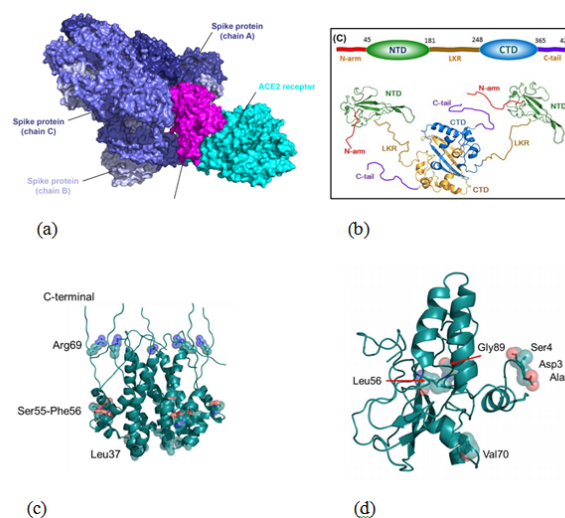 Spike protein
(chain A)
ACE2 receptor
Spike protein
(chain C)
Spike protein
(chain B)
(a)
(C)
45
181
248
365
N-arm
NTD
LKR
CTD
C-tail
NTD
N-arm
NTD
C-tail
CTD
N-arm
LKR
LKR
C-tail
CTD
(b)
C-terminal
Arg69
Ser55-Phe56
Leu37
(c)
Gly89
Ser4
Asp3
Ala
Leu56
Val70
(d)